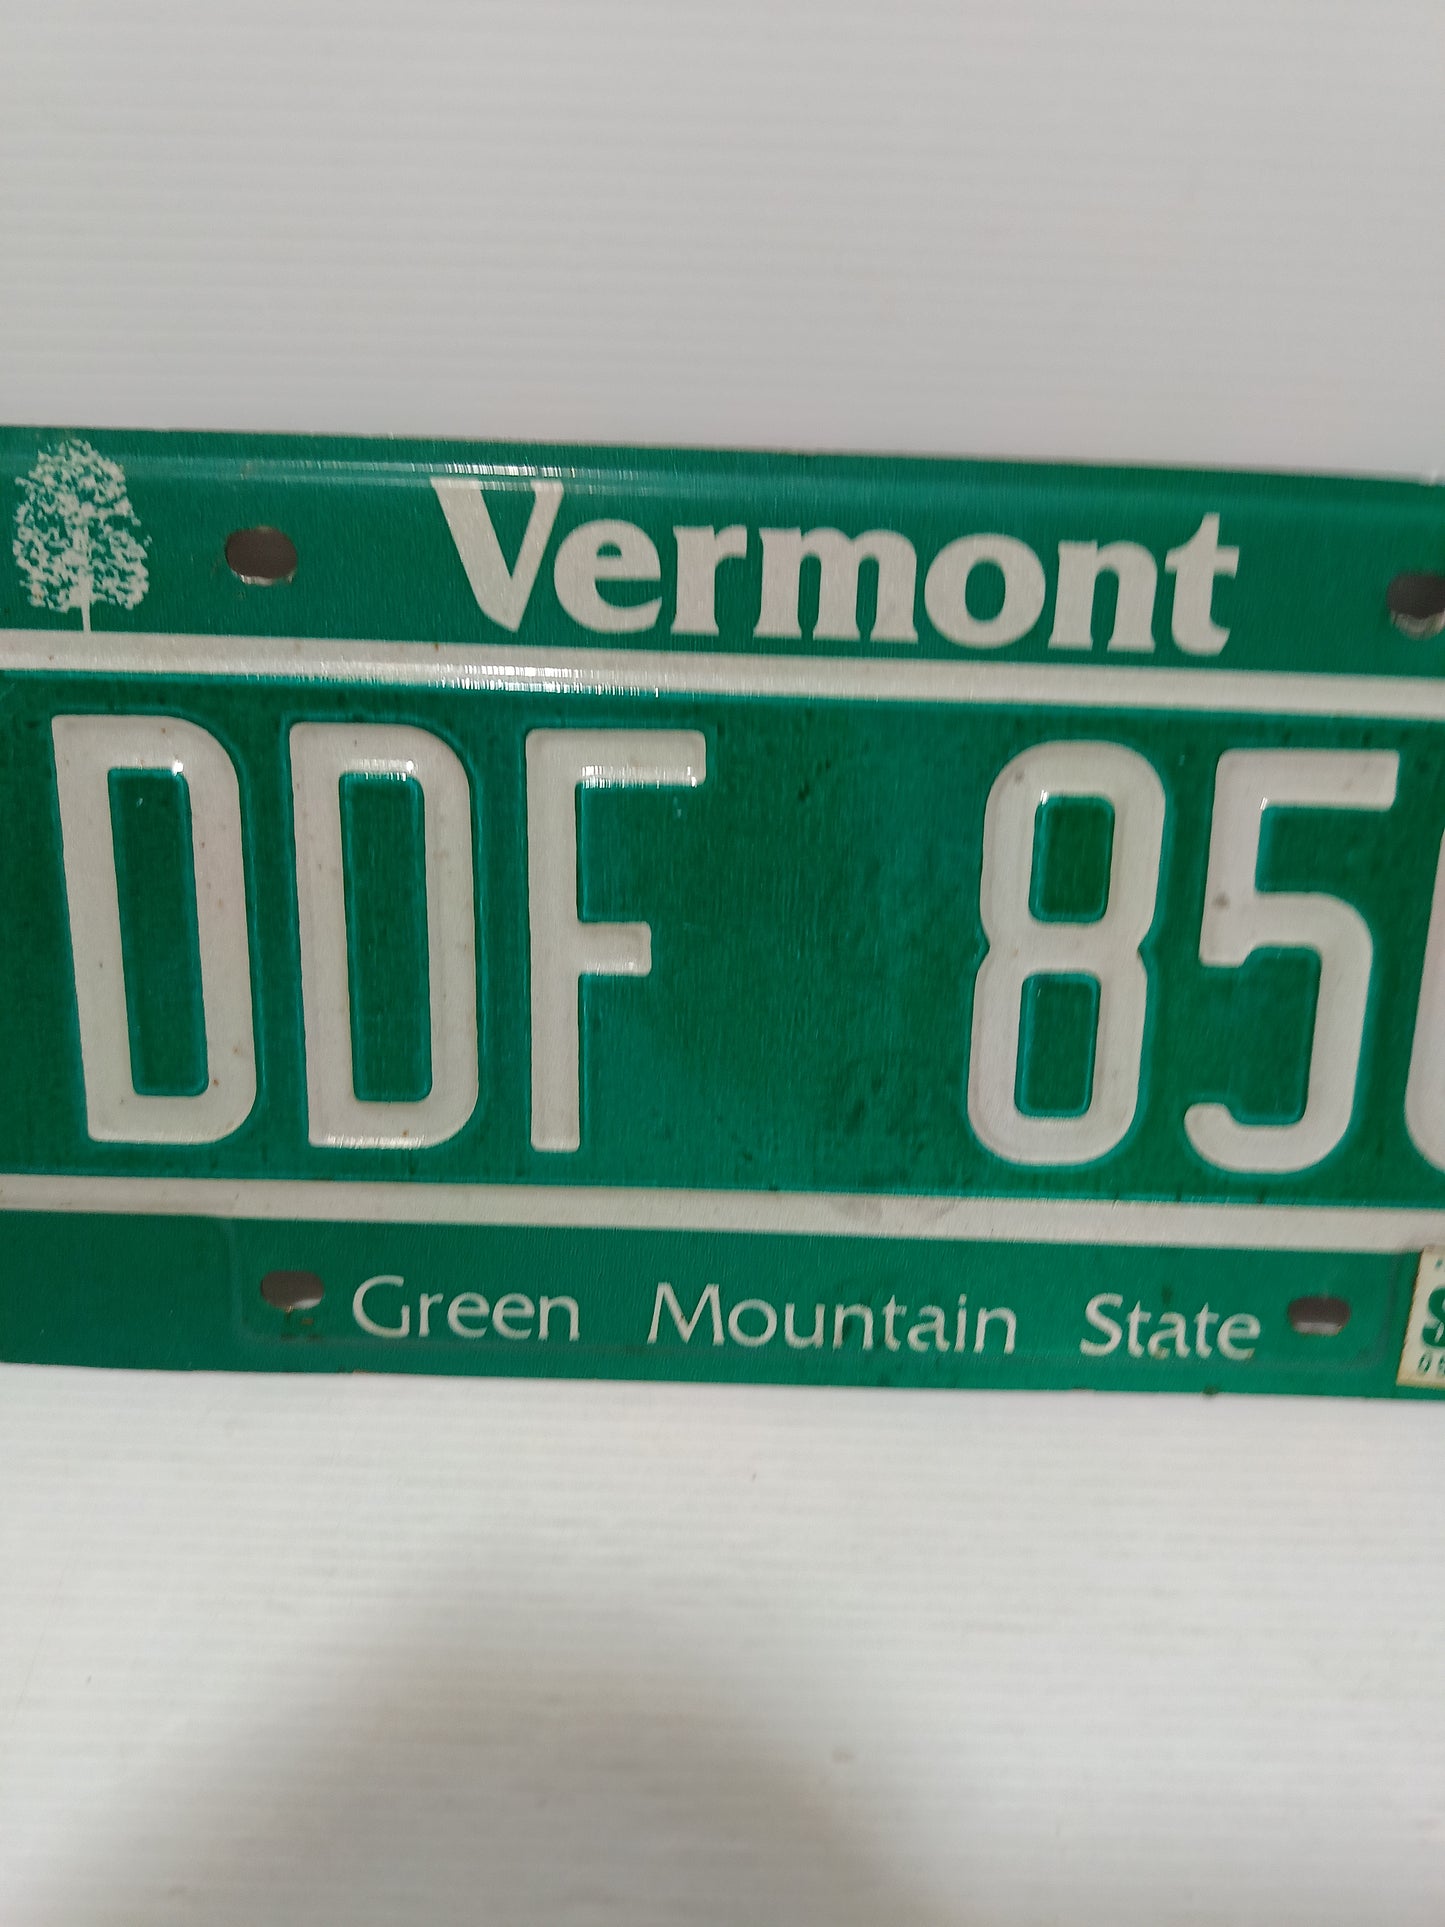 Vermont
DDF 85
Green Mountain State